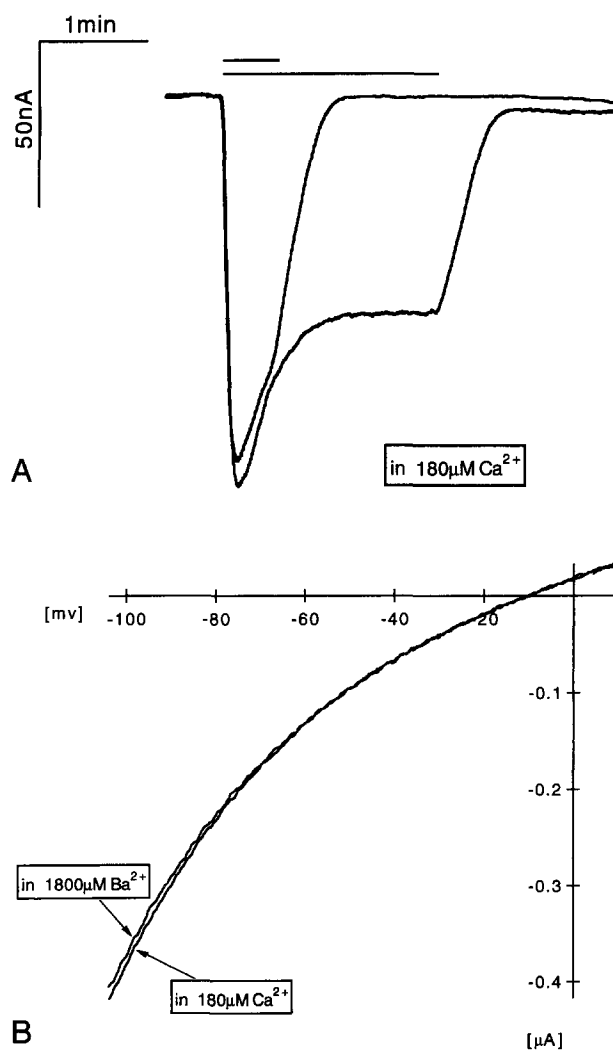 1min
50nA
in 180µM Ca²⁺
A
[mv]
-100
-80
-60
-40
-20
-0.1
-0.2
-0.3
-0.4
in 1800µM Ba²⁺
in 180µM Ca²⁺
B
[µA]